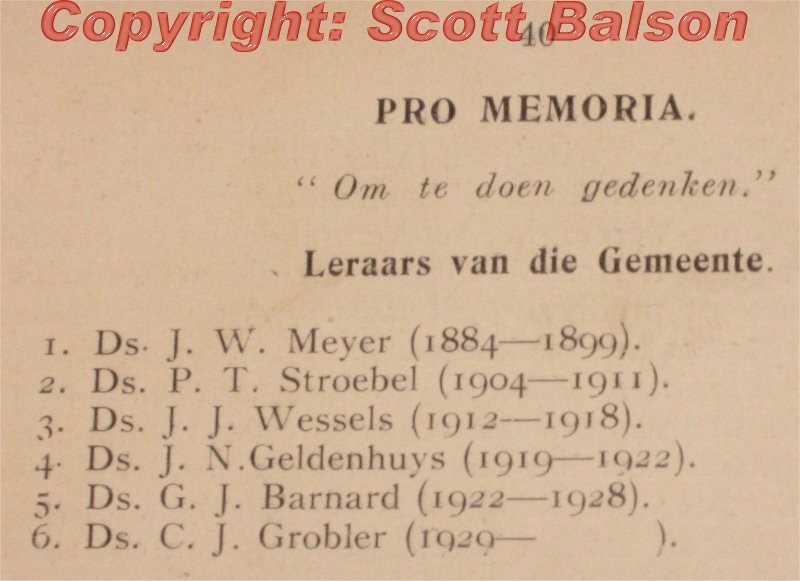 Copyright: Scott Balson
40
PRO MEMORIA.
“ Om te doen gedenken.”
Leraars van die Gemeente.
1. Ds. J. W. Meyer (1884—1899).
2. Ds. P. T. Stroebel (1904—1911).
3. Ds. J. J. Wessels (1912—1918).
4. Ds. J. N.Geldenhuys (1919—1922).
5. Ds. G. J. Barnard (1922—1928).
6. Ds. C. J. Grobler (1929— ).